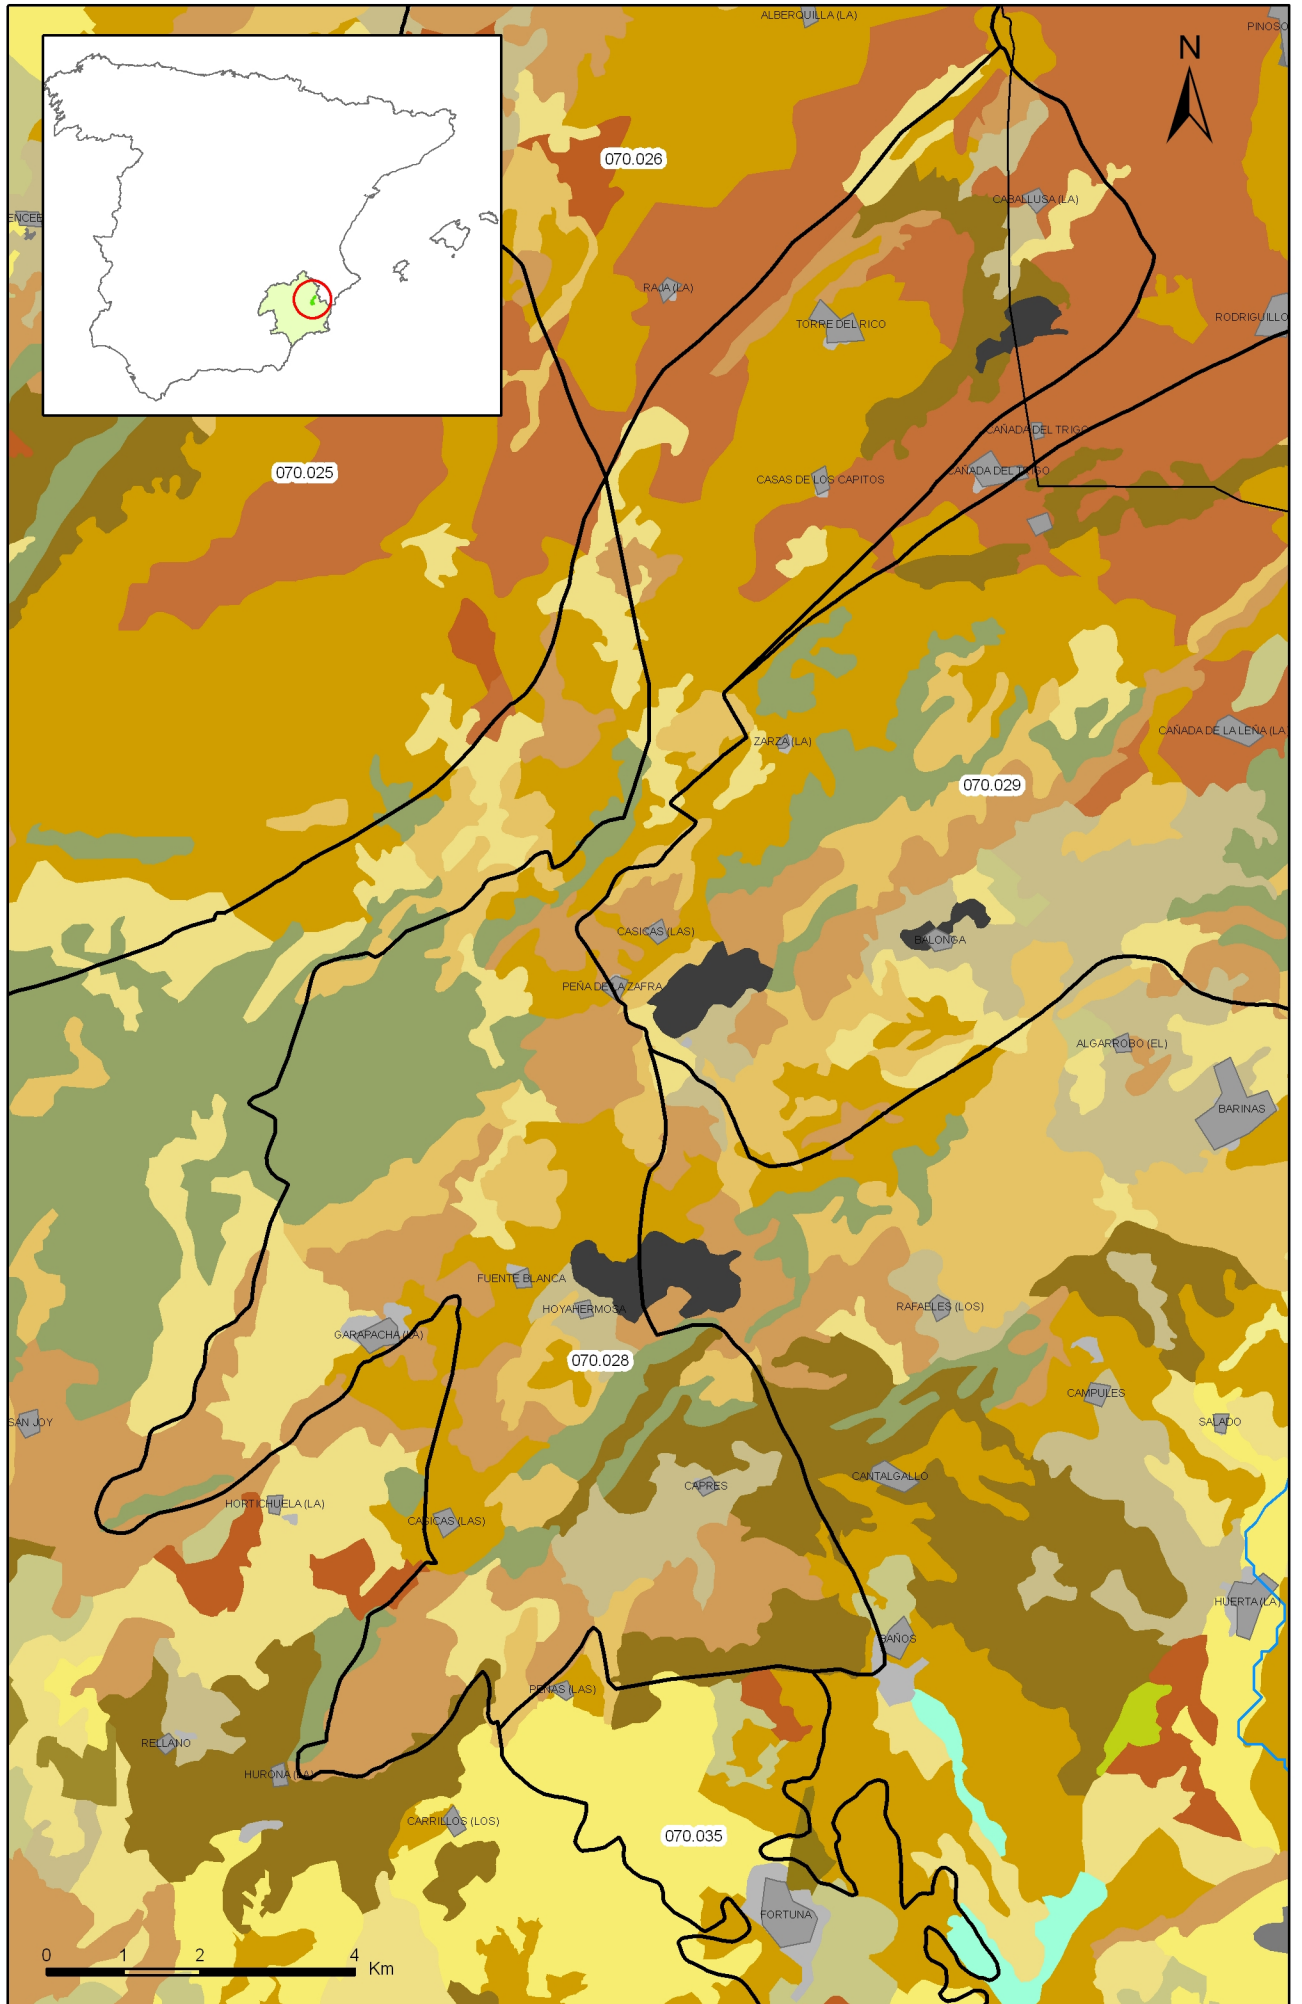 ALBERQUILLA (LA)
PINOSO
N
070.026
CABALLUSA (LA)
ENCEB
RAJA (LA)
TORRE DEL RICO
RODRIGUILLO
CAÑADA DEL TRIGO
070.025
CAÑADA DEL TRIGO
CASAS DE LOS CAPITOS
ZARZA (LA)
CAÑADA DE LA LEÑA (LA
070.029
CASICAS (LAS)
BALONGA
PEÑA DE LA ZAFRA
ALGARROBO (EL)
BARINAS
FUENTE BLANCA
HOYAHERMOSA
RAFAELES (LOS)
GARAPACHA (LA)
070.028
CAMPULES
SAN JOY
SALADO
CANTALGALLO
CAPRES
HORTICHUELA (LA)
CASICAS (LAS)
HUERTA (LA)
BAÑOS
PEÑAS (LAS)
RELLANO
HURONA (LA)
CARRILLOS (LOS)
070.035
FORTUNA
0 1 2 4
Km